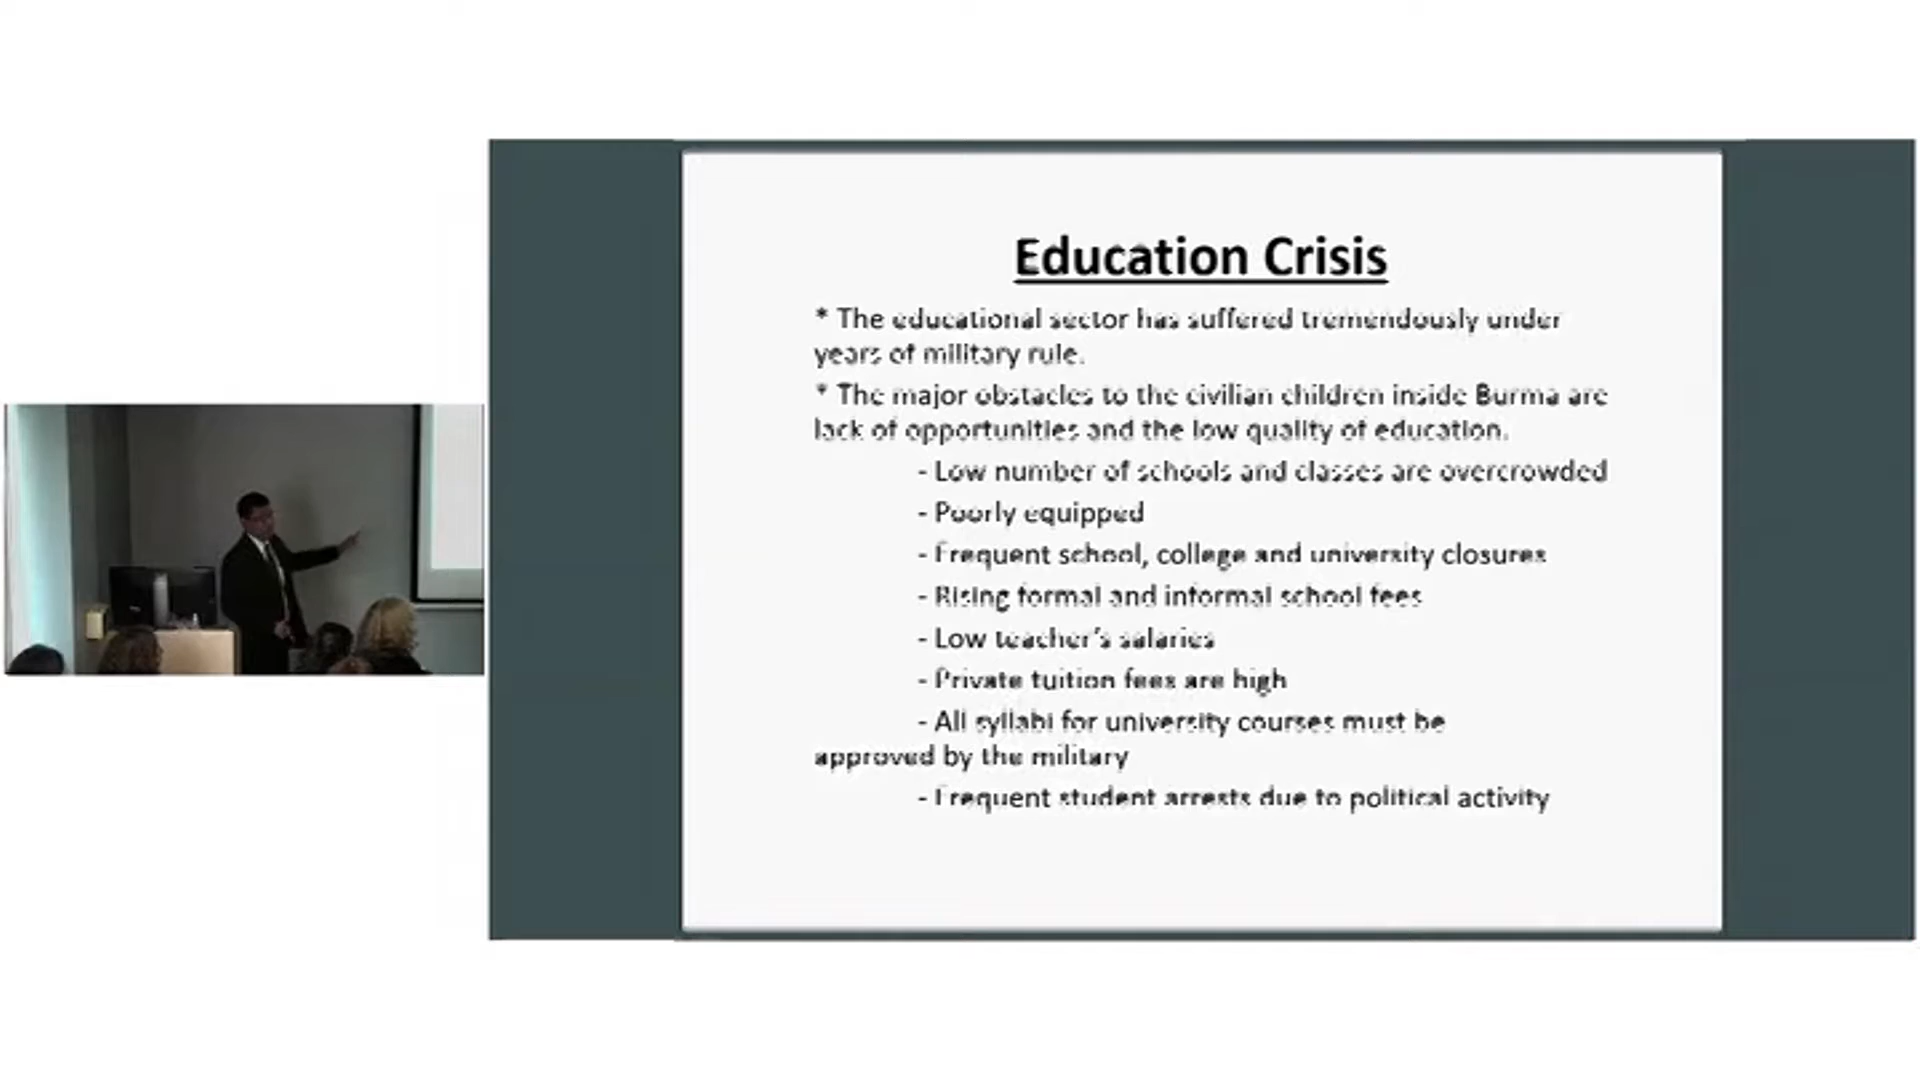 Education Crisis
* The educational sector has suffered tremendously under
years of military rule.
* The major obstacles to the civilian children inside Burma are
lack of opportunities and the low quality of education.
- Low number of schools and classes are overcrowded
- Poorly equipped
- Frequent school, college and university closures
- Rising formal and informal school fees
- Low teacher’s salaries
- Private tuition fees are high
- All syllabi for university courses must be
approved by the military
- Frequent student arrests due to political activity